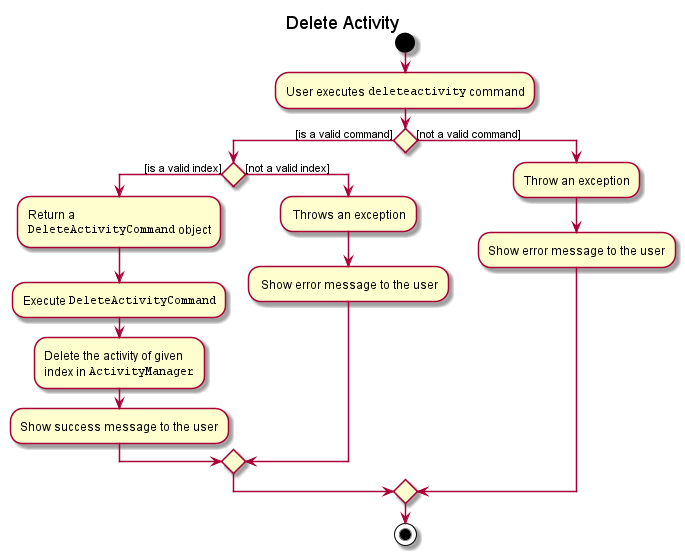 Delete Activity
User executes deleteactivity command
[is a valid command]
[not a valid command]
[is a valid index]
[not a valid index]
Return a
DeleteActivityCommand object
Execute DeleteActivityCommand
Delete the activity of given
index in ActivityManager
Show success message to the user
Throws an exception
Show error message to the user
Throw an exception
Show error message to the user